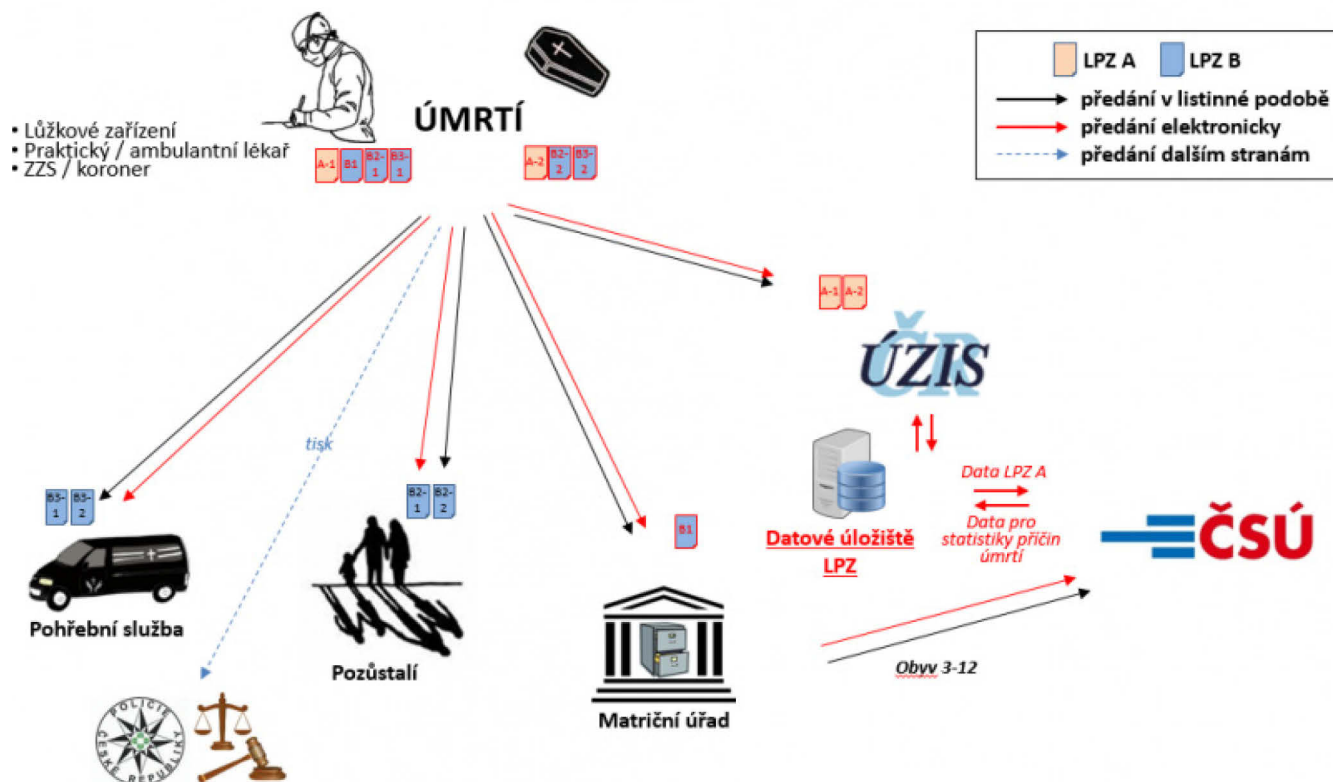 LPZ A
LPZ B
předání v listinné podobě
předání elektronicky
předání dalším stranám
ÚMRTÍ
• Lůžkové zařízení
• Praktický / ambulantní lékař
• ZZS / koroner
A-1
B1
B2-
1
B3-
1
A-2
B2-
2
B3-
2
A-1
A-2
ČR
ÚZIS
tisk
B3-
1
B3-
2
B2-
1
B2-
2
B1
Data LPZ A
Data pro
statistiky příčin
úmrtí
Datové úložiště
LPZ
ČSÚ
Pohřební služba
Pozůstalí
Matriční úřad
Obyv 3-12
POLICIE
ČESKÉ REPUBLIKY